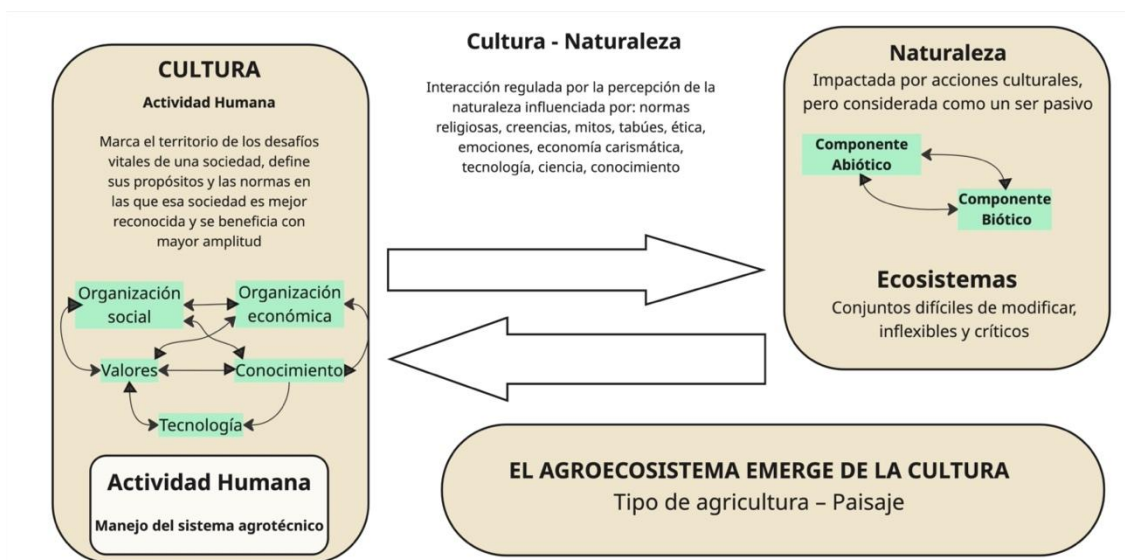 CULTURA
Actividad Humana
Marca el territorio de los desafíos
vitales de una sociedad, define
sus propósitos y las normas en
las que esa sociedad es mejor
reconocida y se beneficia con
mayor amplitud
Organización
social
Organización
económica
Valores
Conocimiento
Tecnología
Actividad Humana
Manejo del sistema agrotécnico
Cultura - Naturaleza
Interacción regulada por la percepción de la
naturaleza influenciada por: normas
religiosas, creencias, mitos, tabúes, ética,
emociones, economía carismática,
tecnología, ciencia, conocimiento
Naturaleza
Impactada por acciones culturales,
pero considerada como un ser pasivo
Componente
Abiótico
Componente
Biótico
Ecosistemas
Conjuntos difíciles de modificar,
inflexibles y críticos
EL AGROECOSISTEMA EMERGE DE LA CULTURA
Tipo de agricultura – Paisaje